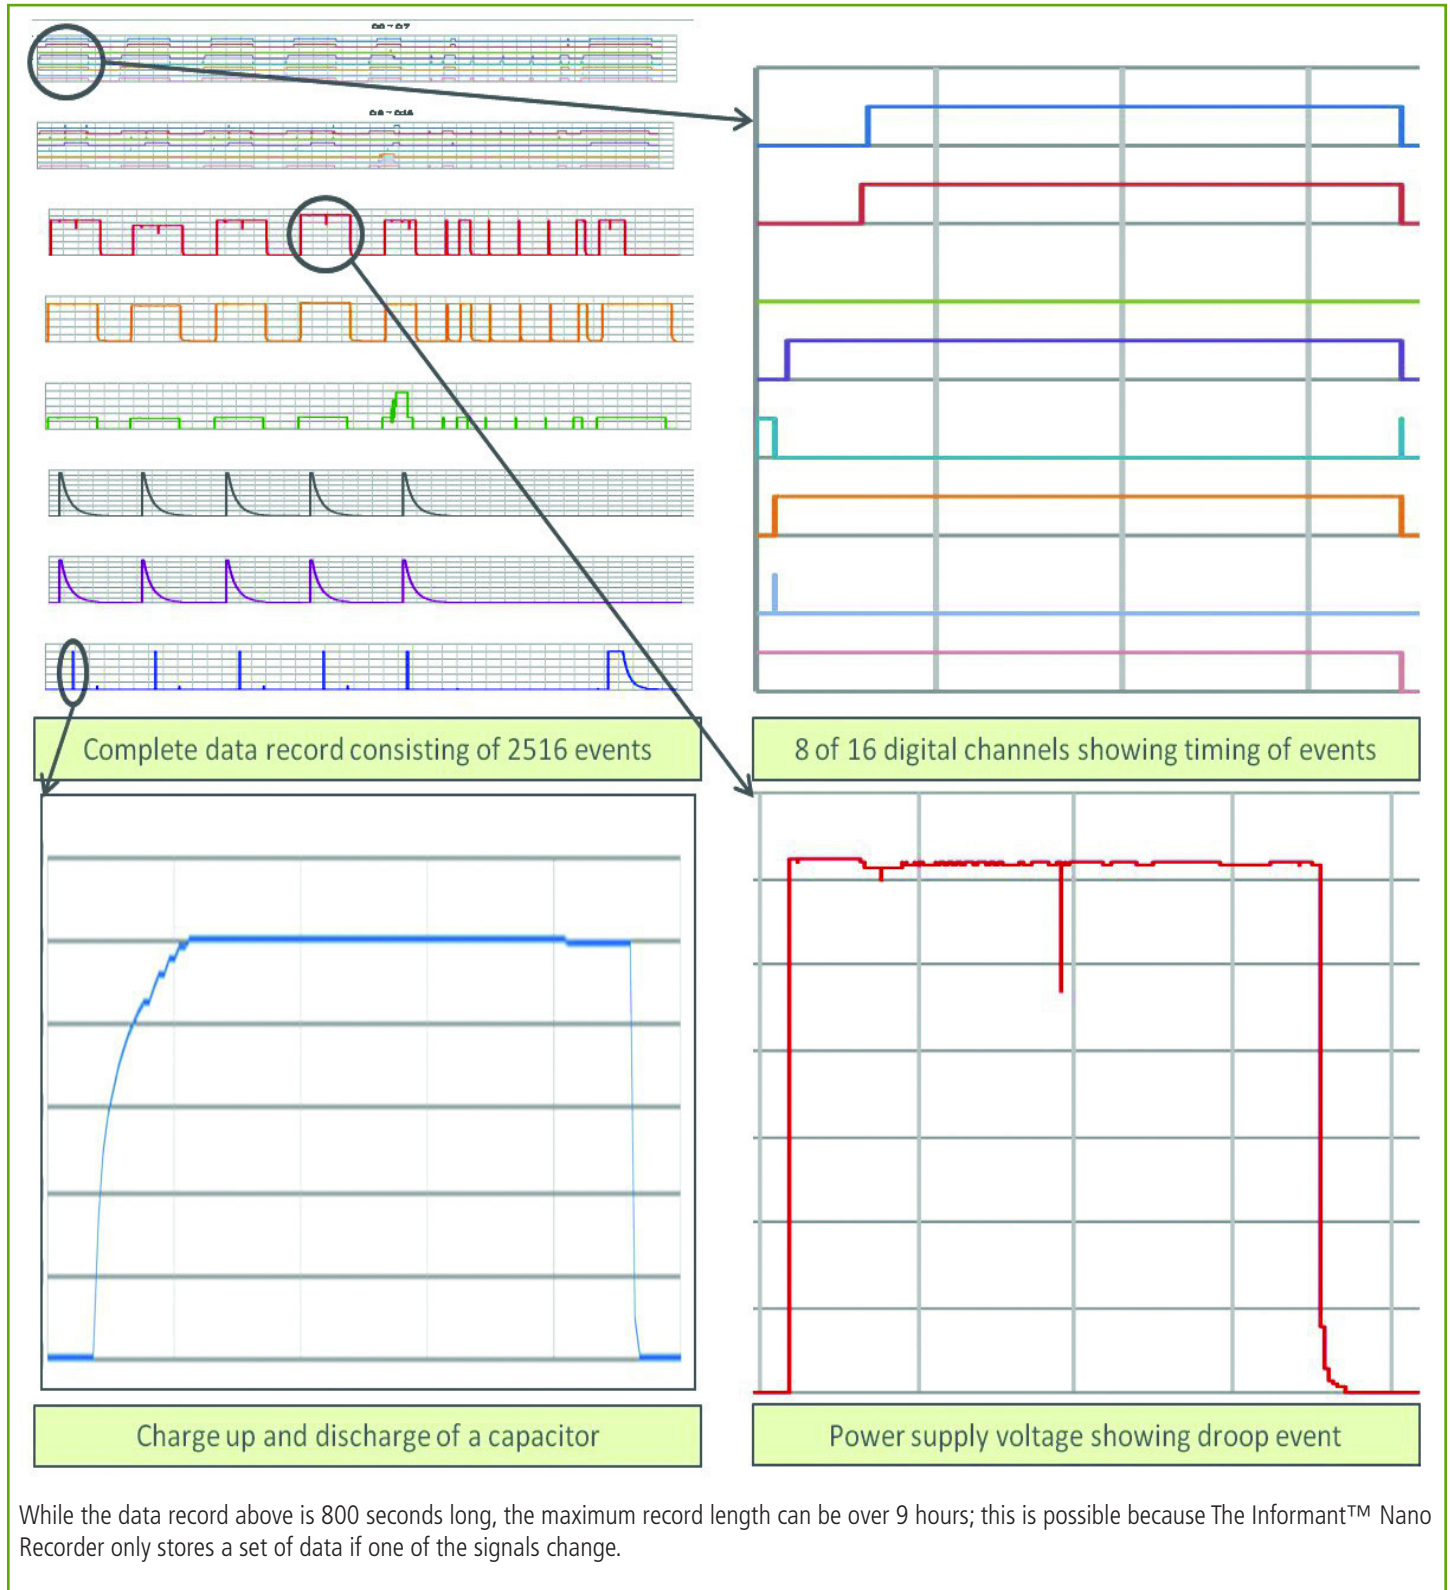 Complete data record consisting of 2516 events
8 of 16 digital channels showing timing of events
Charge up and discharge of a capacitor
Power supply voltage showing droop event
While the data record above is 800 seconds long, the maximum record length can be over 9 hours; this is possible because The Informant™ Nano
Recorder only stores a set of data if one of the signals change.